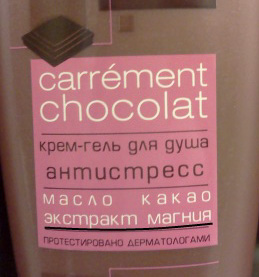 carrément
chocolat
крем-гель для душа
антистресс
масло какао
экстракт магния
ПРОТЕСТИРОВАНО ДЕРМАТОЛОГАМИ